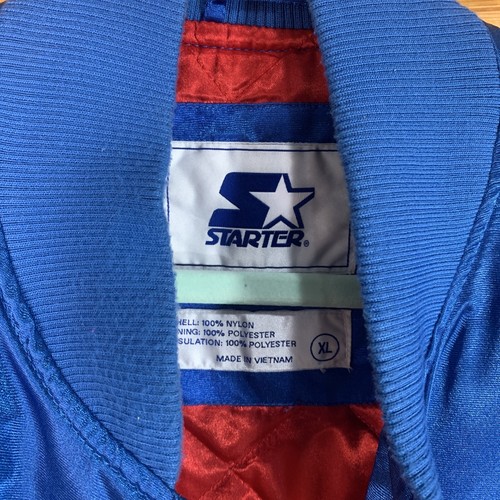 STARTER®
HELL: 100% NYLON
NING: 100% POLYESTER
SULATION: 100% POLYESTER
XL
MADE IN VIETNAM